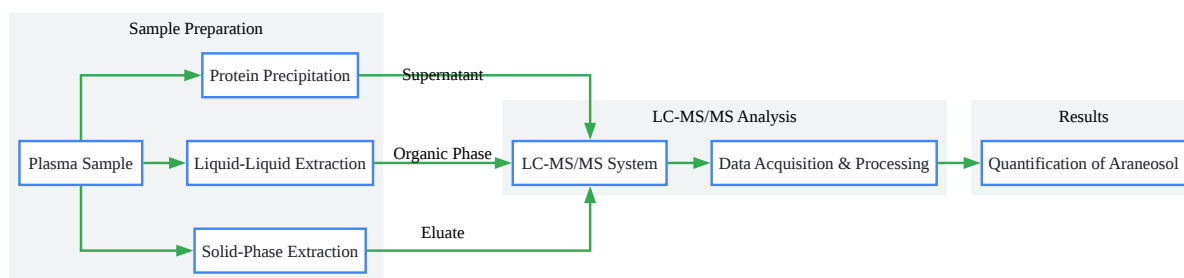 Sample Preparation
Protein Precipitation
Supernatant
LC-MS/MS Analysis
Results
Plasma Sample
Liquid-Liquid Extraction
Organic Phase
LC-MS/MS System
Data Acquisition & Processing
Quantification of Araneosol
Solid-Phase Extraction
Eluate